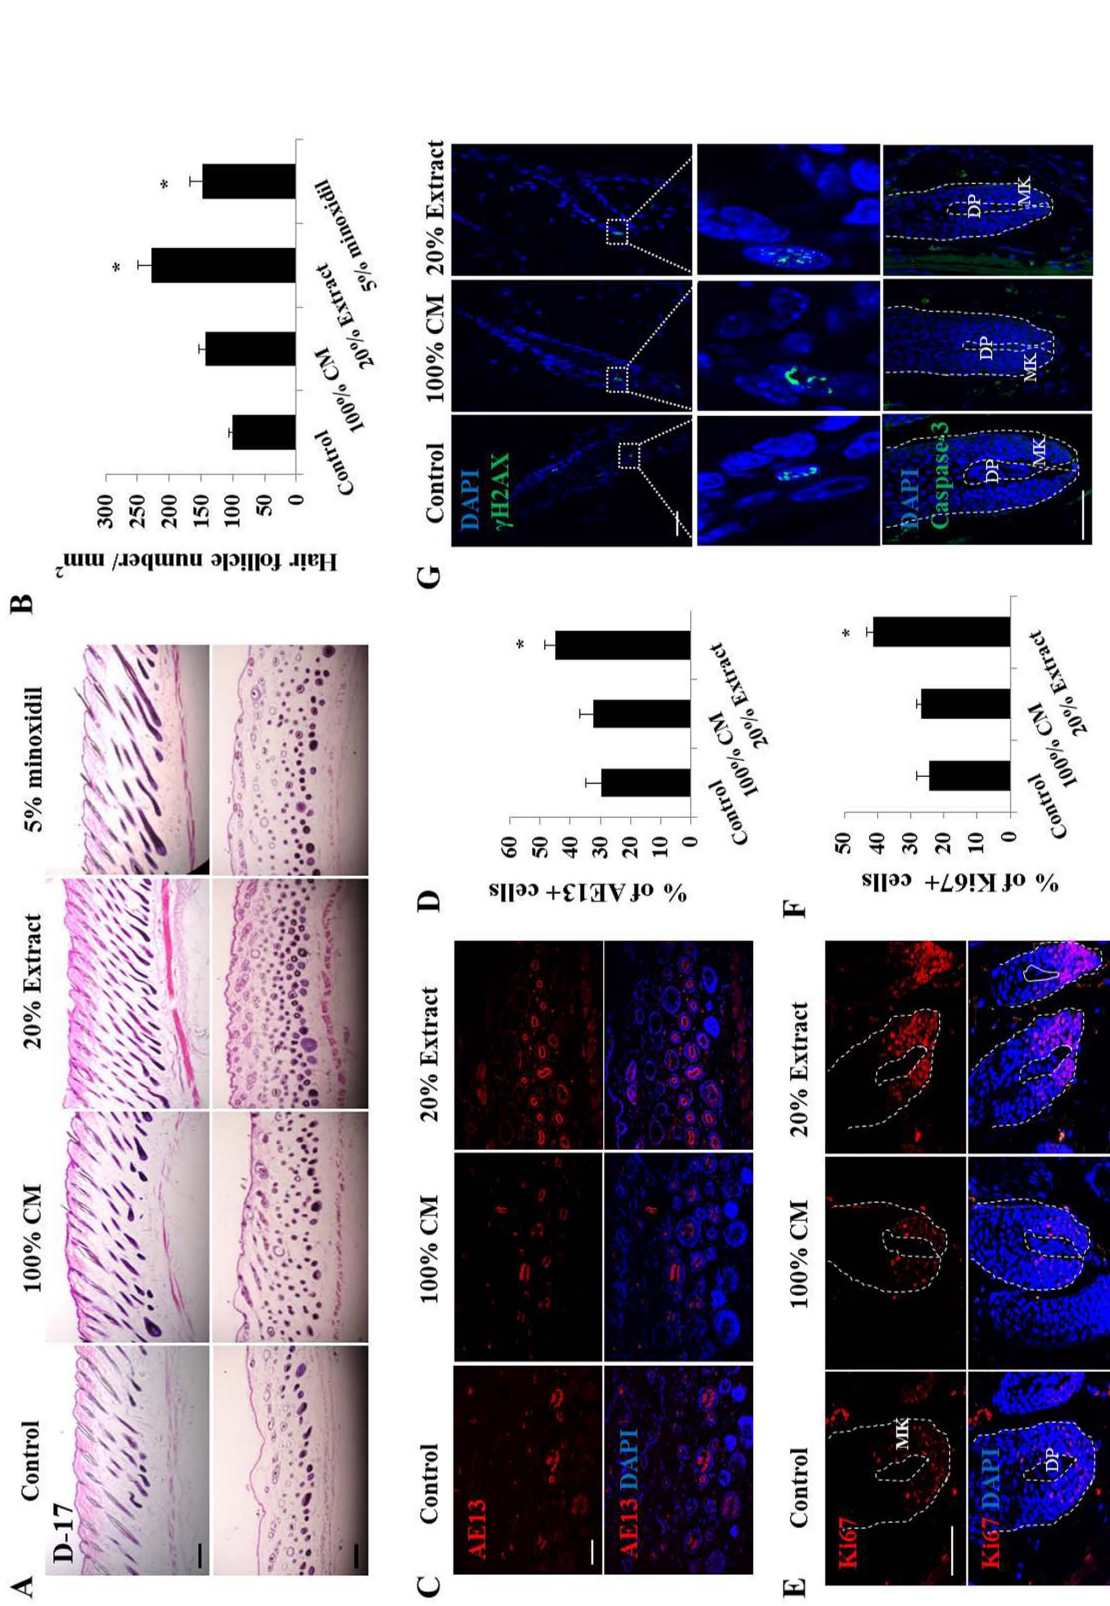 A
Control
100% CM
20% Extract
5% minoxidil
D-17
B
Hair follicle number/ mm²
300
250
200
150
100
50
0
*
*
Control
100% CM
20% Extract
5% minoxidil
C
Control
100% CM
20% Extract
AE13
AE13 DAPI
D
% of AE13+ cells
60
50
40
30
20
10
0
*
Control
100% CM
20% Extract
E
Control
100% CM
20% Extract
Ki67
MK
Ki67 DAPI
DP
F
% of Ki67+ cells
50
40
30
20
10
0
*
Control
100% CM
20% Extract
G
Control
100% CM
20% Extract
DAPI
γH2AX
DAPI
Caspase-3
DP
MK
DP
MK
DP
MK